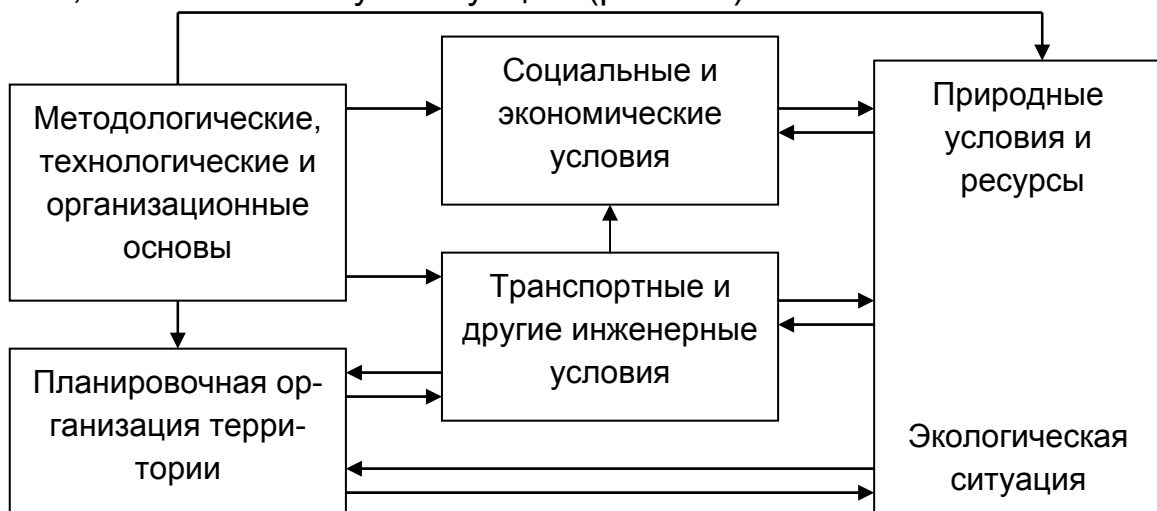 Социальные и
экономические
условия
Природные
условия и
ресурсы
Методологические,
технологические и
организационные
основы
Транспортные и
другие инженерные
условия
Планировочная ор-
ганизация терри-
тории
Экологическая
ситуация